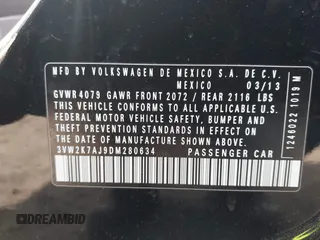 MFD BY VOLKSWAGEN DE MEXICO S.A. DE C.V.
MEXICO 03/13
GVWR 4079 GAWR FRONT 2072 / REAR 2116 LBS
THIS VEHICLE CONFORMS TO ALL APPLICABLE U.S.
FEDERAL MOTOR VEHICLE SAFETY, BUMPER, AND
THEFT PREVENTION STANDARDS IN EFFECT ON THE
DATE OF MANUFACTURE SHOWN ABOVE.
3VW2K7AJ9DM280634 PASSENGER CAR
1246022 1019M
DREAMBID